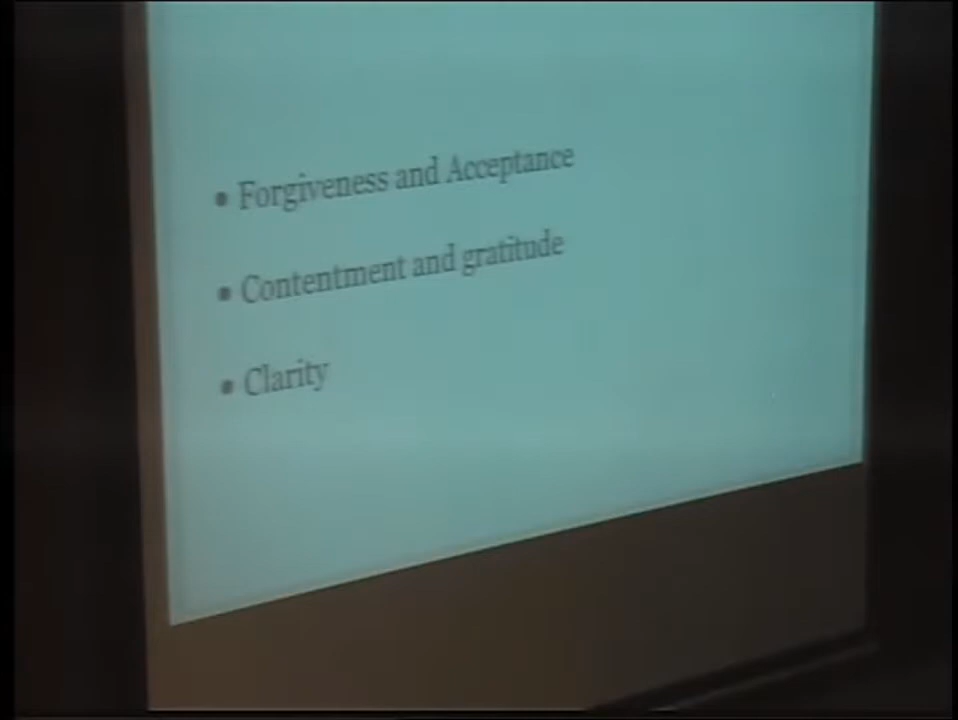 • Forgiveness and Acceptance
• Contentment and gratitude
• Clarity